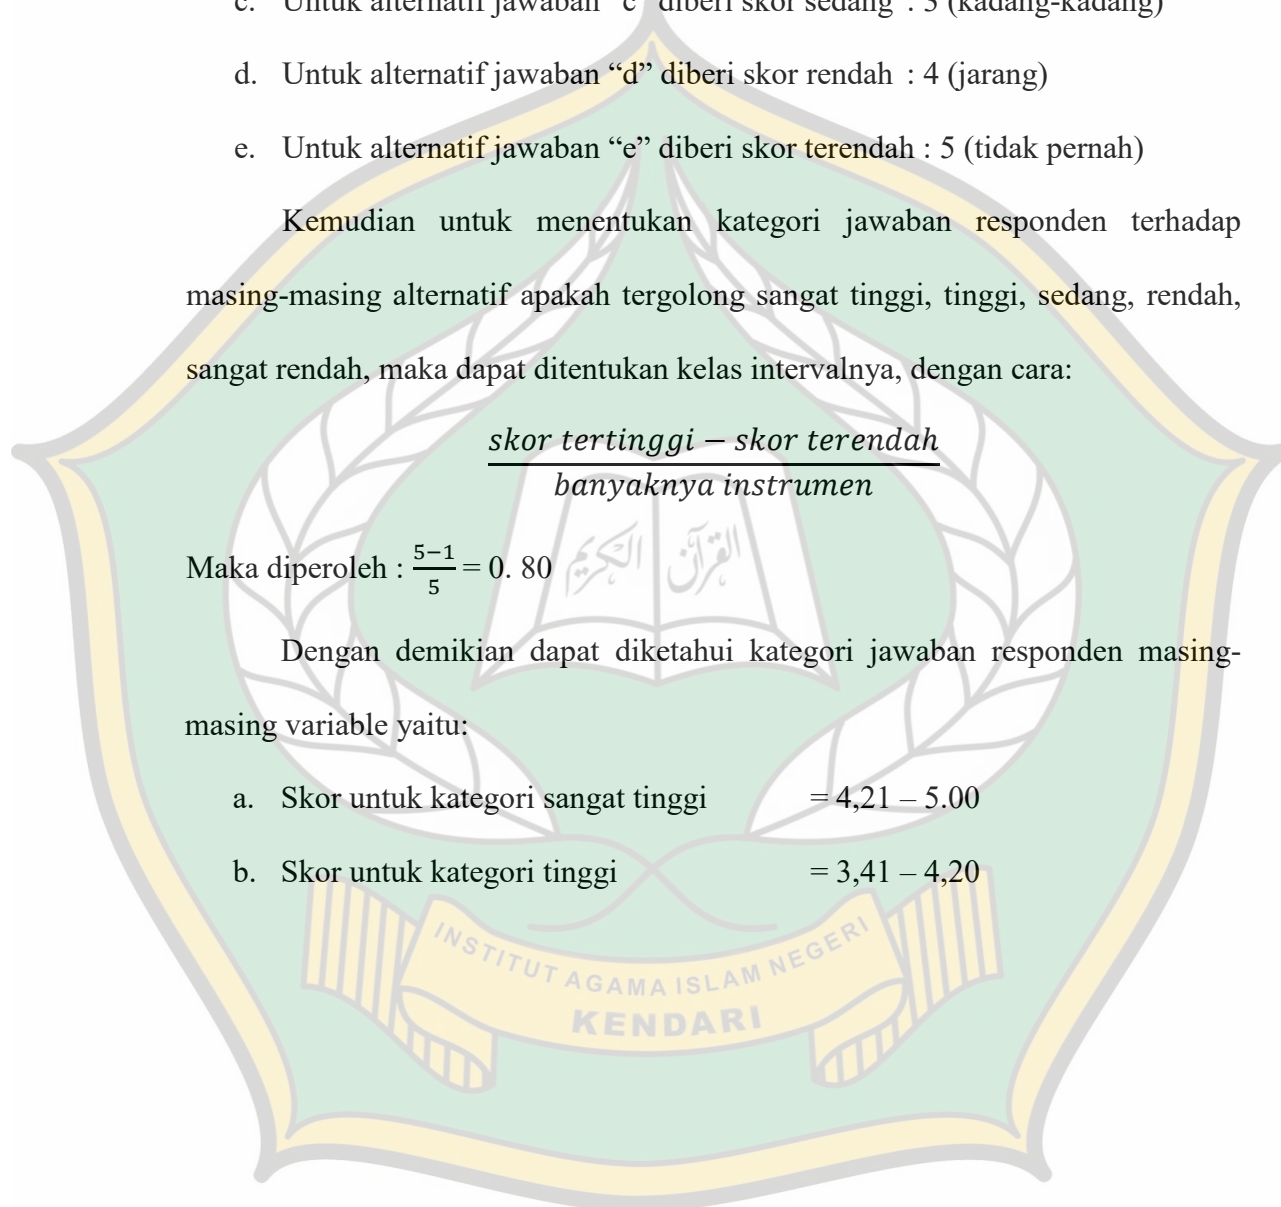 c. Untuk alternatif jawaban “c” diberi skor sedang : 3 (kadang-kadang)
d. Untuk alternatif jawaban “d” diberi skor rendah : 4 (jarang)
e. Untuk alternatif jawaban “e” diberi skor terendah : 5 (tidak pernah)
Kemudian untuk menentukan kategori jawaban responden terhadap
masing-masing alternatif apakah tergolong sangat tinggi, tinggi, sedang, rendah,
sangat rendah, maka dapat ditentukan kelas intervalnya, dengan cara:
skor tertinggi – skor terendah
banyaknya instrumen
القرآن الكريم
Maka diperoleh : 5−1/5 = 0. 80
Dengan demikian dapat diketahui kategori jawaban responden masing-
masing variable yaitu:
a. Skor untuk kategori sangat tinggi = 4,21 – 5.00
b. Skor untuk kategori tinggi = 3,41 – 4,20
INSTITUT AGAMA ISLAM NEGERI
KENDARI